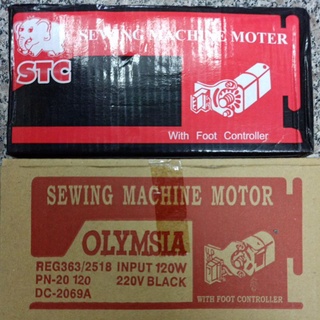 SEWING MACHINE MOTER
STC
With Foot Controller
SEWING MACHINE MOTOR
OLYMSIA
REG363/2518 INPUT 120W
PN-20 120 220V BLACK
DC-2069A
WITH FOOT CONTROLLER